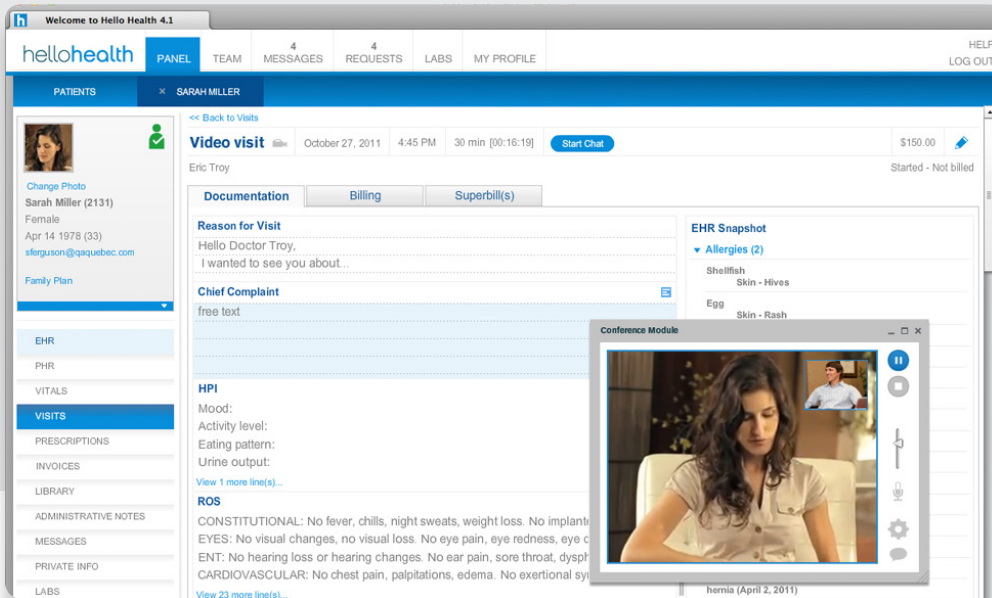 Welcome to Hello Health 4.1
hellohealth
PANEL
TEAM
4
MESSAGES
4
REQUESTS
LABS
MY PROFILE
HELP
LOG OUT
PATIENTS
× SARAH MILLER
<< Back to Visits
Video visit
October 27, 2011
4:45 PM
30 min [00:16:19]
Start Chat
$150.00
Eric Troy
Started - Not billed
Change Photo
Sarah Miller (2131)
Female
Apr 14 1978 (33)
sferguson@qaquebec.com
Family Plan
EHR
PHR
VITALS
VISITS
PRESCRIPTIONS
INVOICES
LIBRARY
ADMINISTRATIVE NOTES
MESSAGES
PRIVATE INFO
LABS
Documentation
Billing
Superbill(s)
Reason for Visit
Hello Doctor Troy,
I wanted to see you about...
Chief Complaint
free text
HPI
Mood:
Activity level:
Eating pattern:
Urine output:
View 1 more line(s)...
ROS
CONSTITUTIONAL: No fever, chills, night sweats, weight loss. No implant
EYES: No visual changes, no visual loss. No eye pain, eye redness, eye
ENT: No hearing loss or hearing changes. No ear pain, sore throat, dysph
CARDIOVASCULAR: No chest pain, palpitations, edema. No exertional sy
View 23 more line(s)...
EHR Snapshot
Allergies (2)
Shellfish
Skin - Hives
Egg
Skin - Rash
Conference Module
hernia (April 2, 2011)